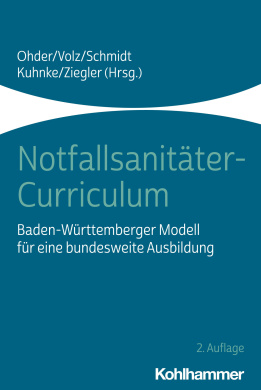 Ohder/Volz/Schmidt
Kuhnke/Ziegler (Hrsg.)
Notfallsanitäter-
Curriculum
Baden-Württemberger Modell
für eine bundesweite Ausbildung
2. Auflage
Kohlhammer